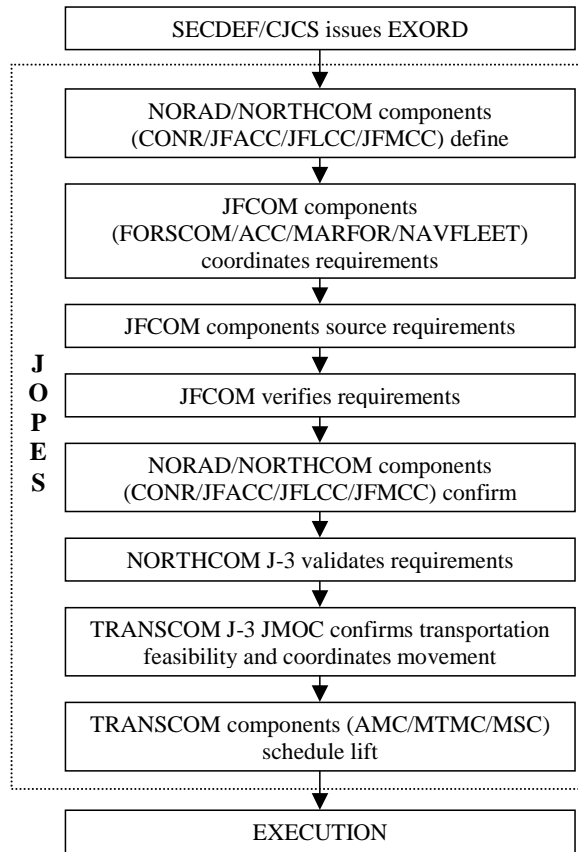 SECDEF/CJCS issues EXORD
NORAD/NORTHCOM components
(CONR/JFACC/JFLCC/JFMCC) define
JFCOM components
(FORSCOM/ACC/MARFOR/NAVFLEET)
coordinates requirements
JFCOM components source requirements
J
O
P
E
S
JFCOM verifies requirements
NORAD/NORTHCOM components
(CONR/JFACC/JFLCC/JFMCC) confirm
NORTHCOM J-3 validates requirements
TRANSCOM J-3 JMOC confirms transportation
feasibility and coordinates movement
TRANSCOM components (AMC/MTMC/MSC)
schedule lift
EXECUTION